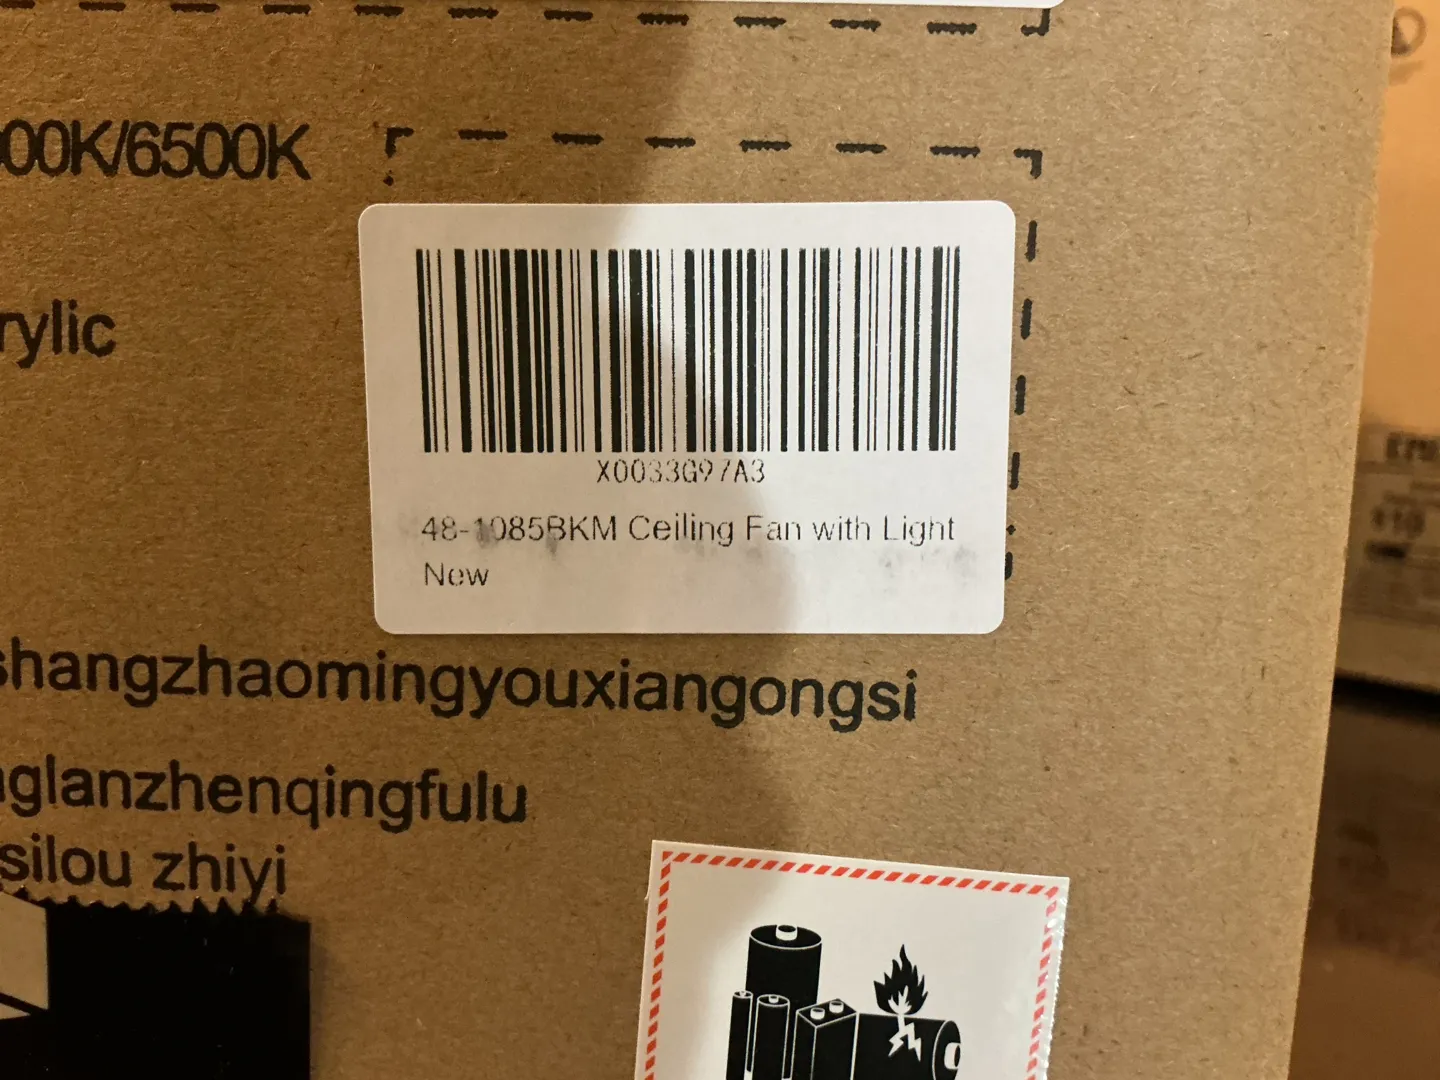 00K/6500K
rylic
X0033G97A3
48-1085BKM Ceiling Fan with Light
New
shangzhaomingyouxiangongsi
glanzhenqingfulu
silou zhiyi